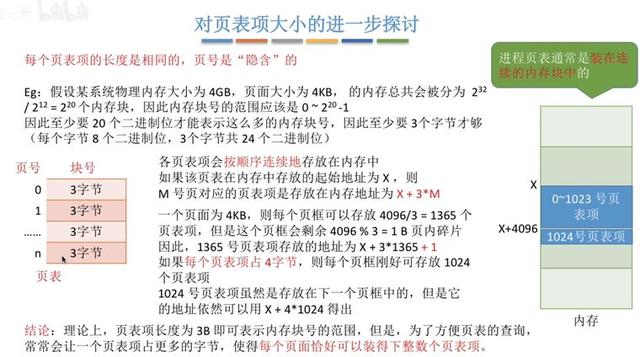 bilibili
对页表项大小的进一步探讨
每个页表项的长度是相同的，页号是“隐含”的
Eg：假设某系统物理内存大小为 4GB，页面大小为 4KB， 的内存总共会被分为 2³²
/ 2¹² = 2²⁰ 个内存块，因此内存块号的范围应该是 0 ~ 2²⁰ -1
因此至少要 20 个二进制位才能表示这么多的内存块号，因此至少要 3个字节才够
（每个字节 8 个二进制位，3个字节共 24 个二进制位）
进程页表通常是装在连
续的内存块中的
页号 块号
0 3字节
1 3字节
…… 3字节
n 3字节
页表
各页表项会按顺序连续地存放在内存中
如果该页表在内存中存放的起始地址为 X ，则
M 号页对应的页表项是存放在内存地址为 X + 3*M
一个页面为 4KB，则每个页框可以存放 4096/3 = 1365 个
页表项，但是这个页框会剩余 4096 % 3 = 1 B 页内碎片
因此，1365 号页表项存放的地址为 X + 3*1365 + 1
如果每个页表项占 4字节，则每个页框刚好可存放 1024
个页表项
1024 号页表项虽然是存放在下一个页框中的，但是它
的地址依然可以用 X + 4*1024 得出
X
X+4096
0~1023 号页
表项
1024号页表项
内存
结论：理论上，页表项长度为 3B 即可表示内存块号的范围，但是，为了方便页表的查询，
常常会让一个页表项占更多的字节，使得每个页面恰好可以装得下整数个页表项。